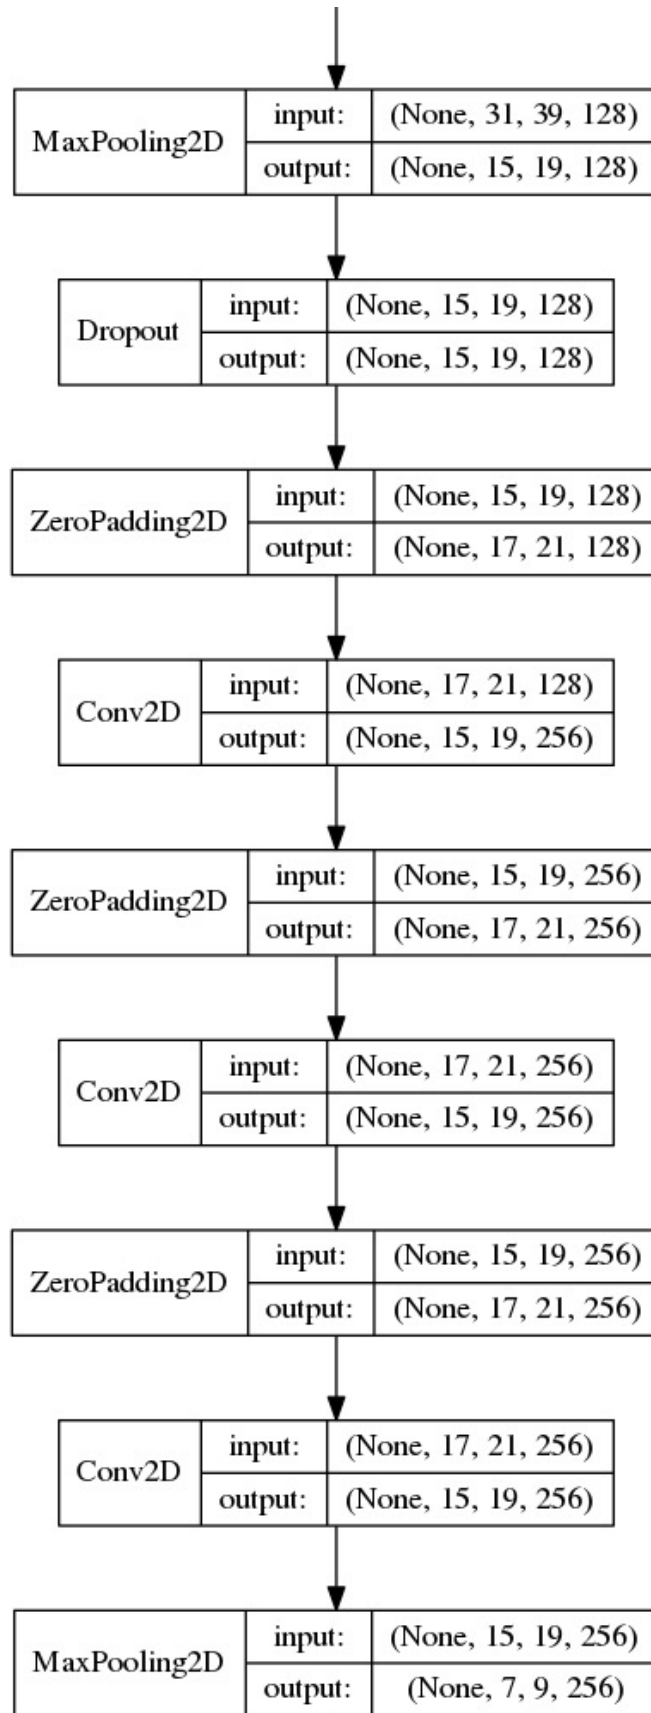 MaxPooling2D input: (None, 31, 39, 128)
output: (None, 15, 19, 128)
Dropout input: (None, 15, 19, 128)
output: (None, 15, 19, 128)
ZeroPadding2D input: (None, 15, 19, 128)
output: (None, 17, 21, 128)
Conv2D input: (None, 17, 21, 128)
output: (None, 15, 19, 256)
ZeroPadding2D input: (None, 15, 19, 256)
output: (None, 17, 21, 256)
Conv2D input: (None, 17, 21, 256)
output: (None, 15, 19, 256)
ZeroPadding2D input: (None, 15, 19, 256)
output: (None, 17, 21, 256)
Conv2D input: (None, 17, 21, 256)
output: (None, 15, 19, 256)
MaxPooling2D input: (None, 15, 19, 256)
output: (None, 7, 9, 256)